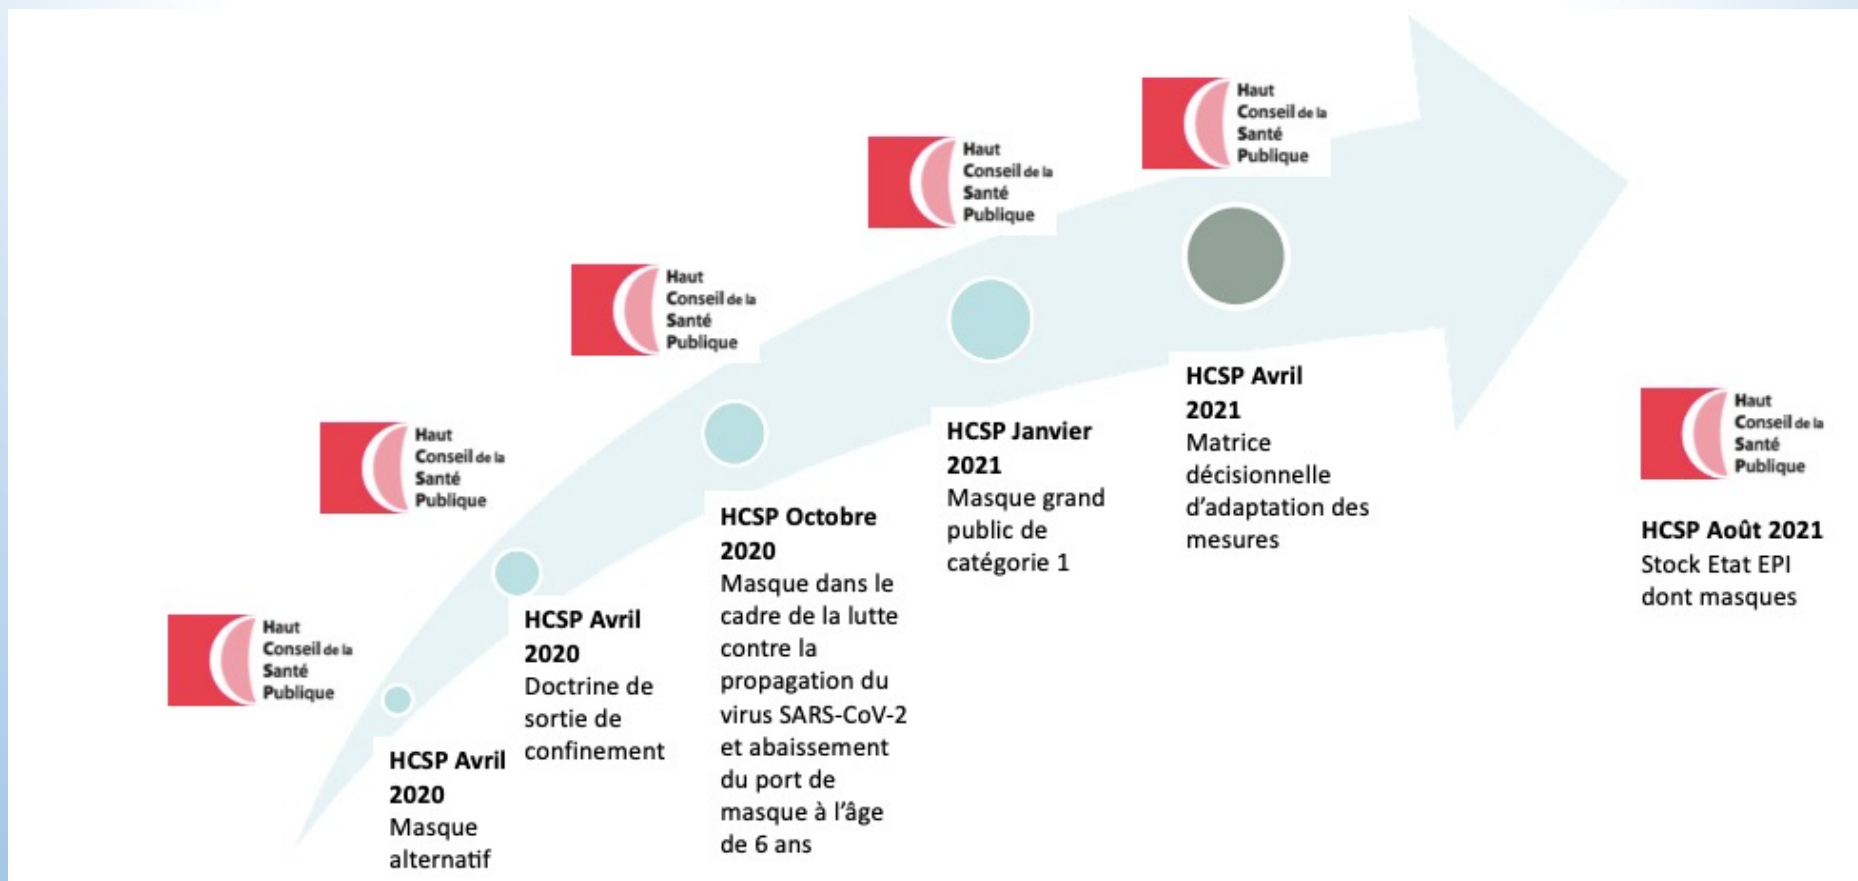 Haut
Conseil de la
Santé
Publique
HCSP Avril
2020
Masque
alternatif
Haut
Conseil de la
Santé
Publique
HCSP Avril
2020
Doctrine de
sortie de
confinement
Haut
Conseil de la
Santé
Publique
HCSP Octobre
2020
Masque dans le
cadre de la lutte
contre la
propagation du
virus SARS-CoV-2
et abaissement
du port de
masque à l'âge
de 6 ans
Haut
Conseil de la
Santé
Publique
HCSP Janvier
2021
Masque grand
public de
catégorie 1
Haut
Conseil de la
Santé
Publique
HCSP Avril
2021
Matrice
décisionnelle
d'adaptation des
mesures
Haut
Conseil de la
Santé
Publique
HCSP Août 2021
Stock Etat EPI
dont masques